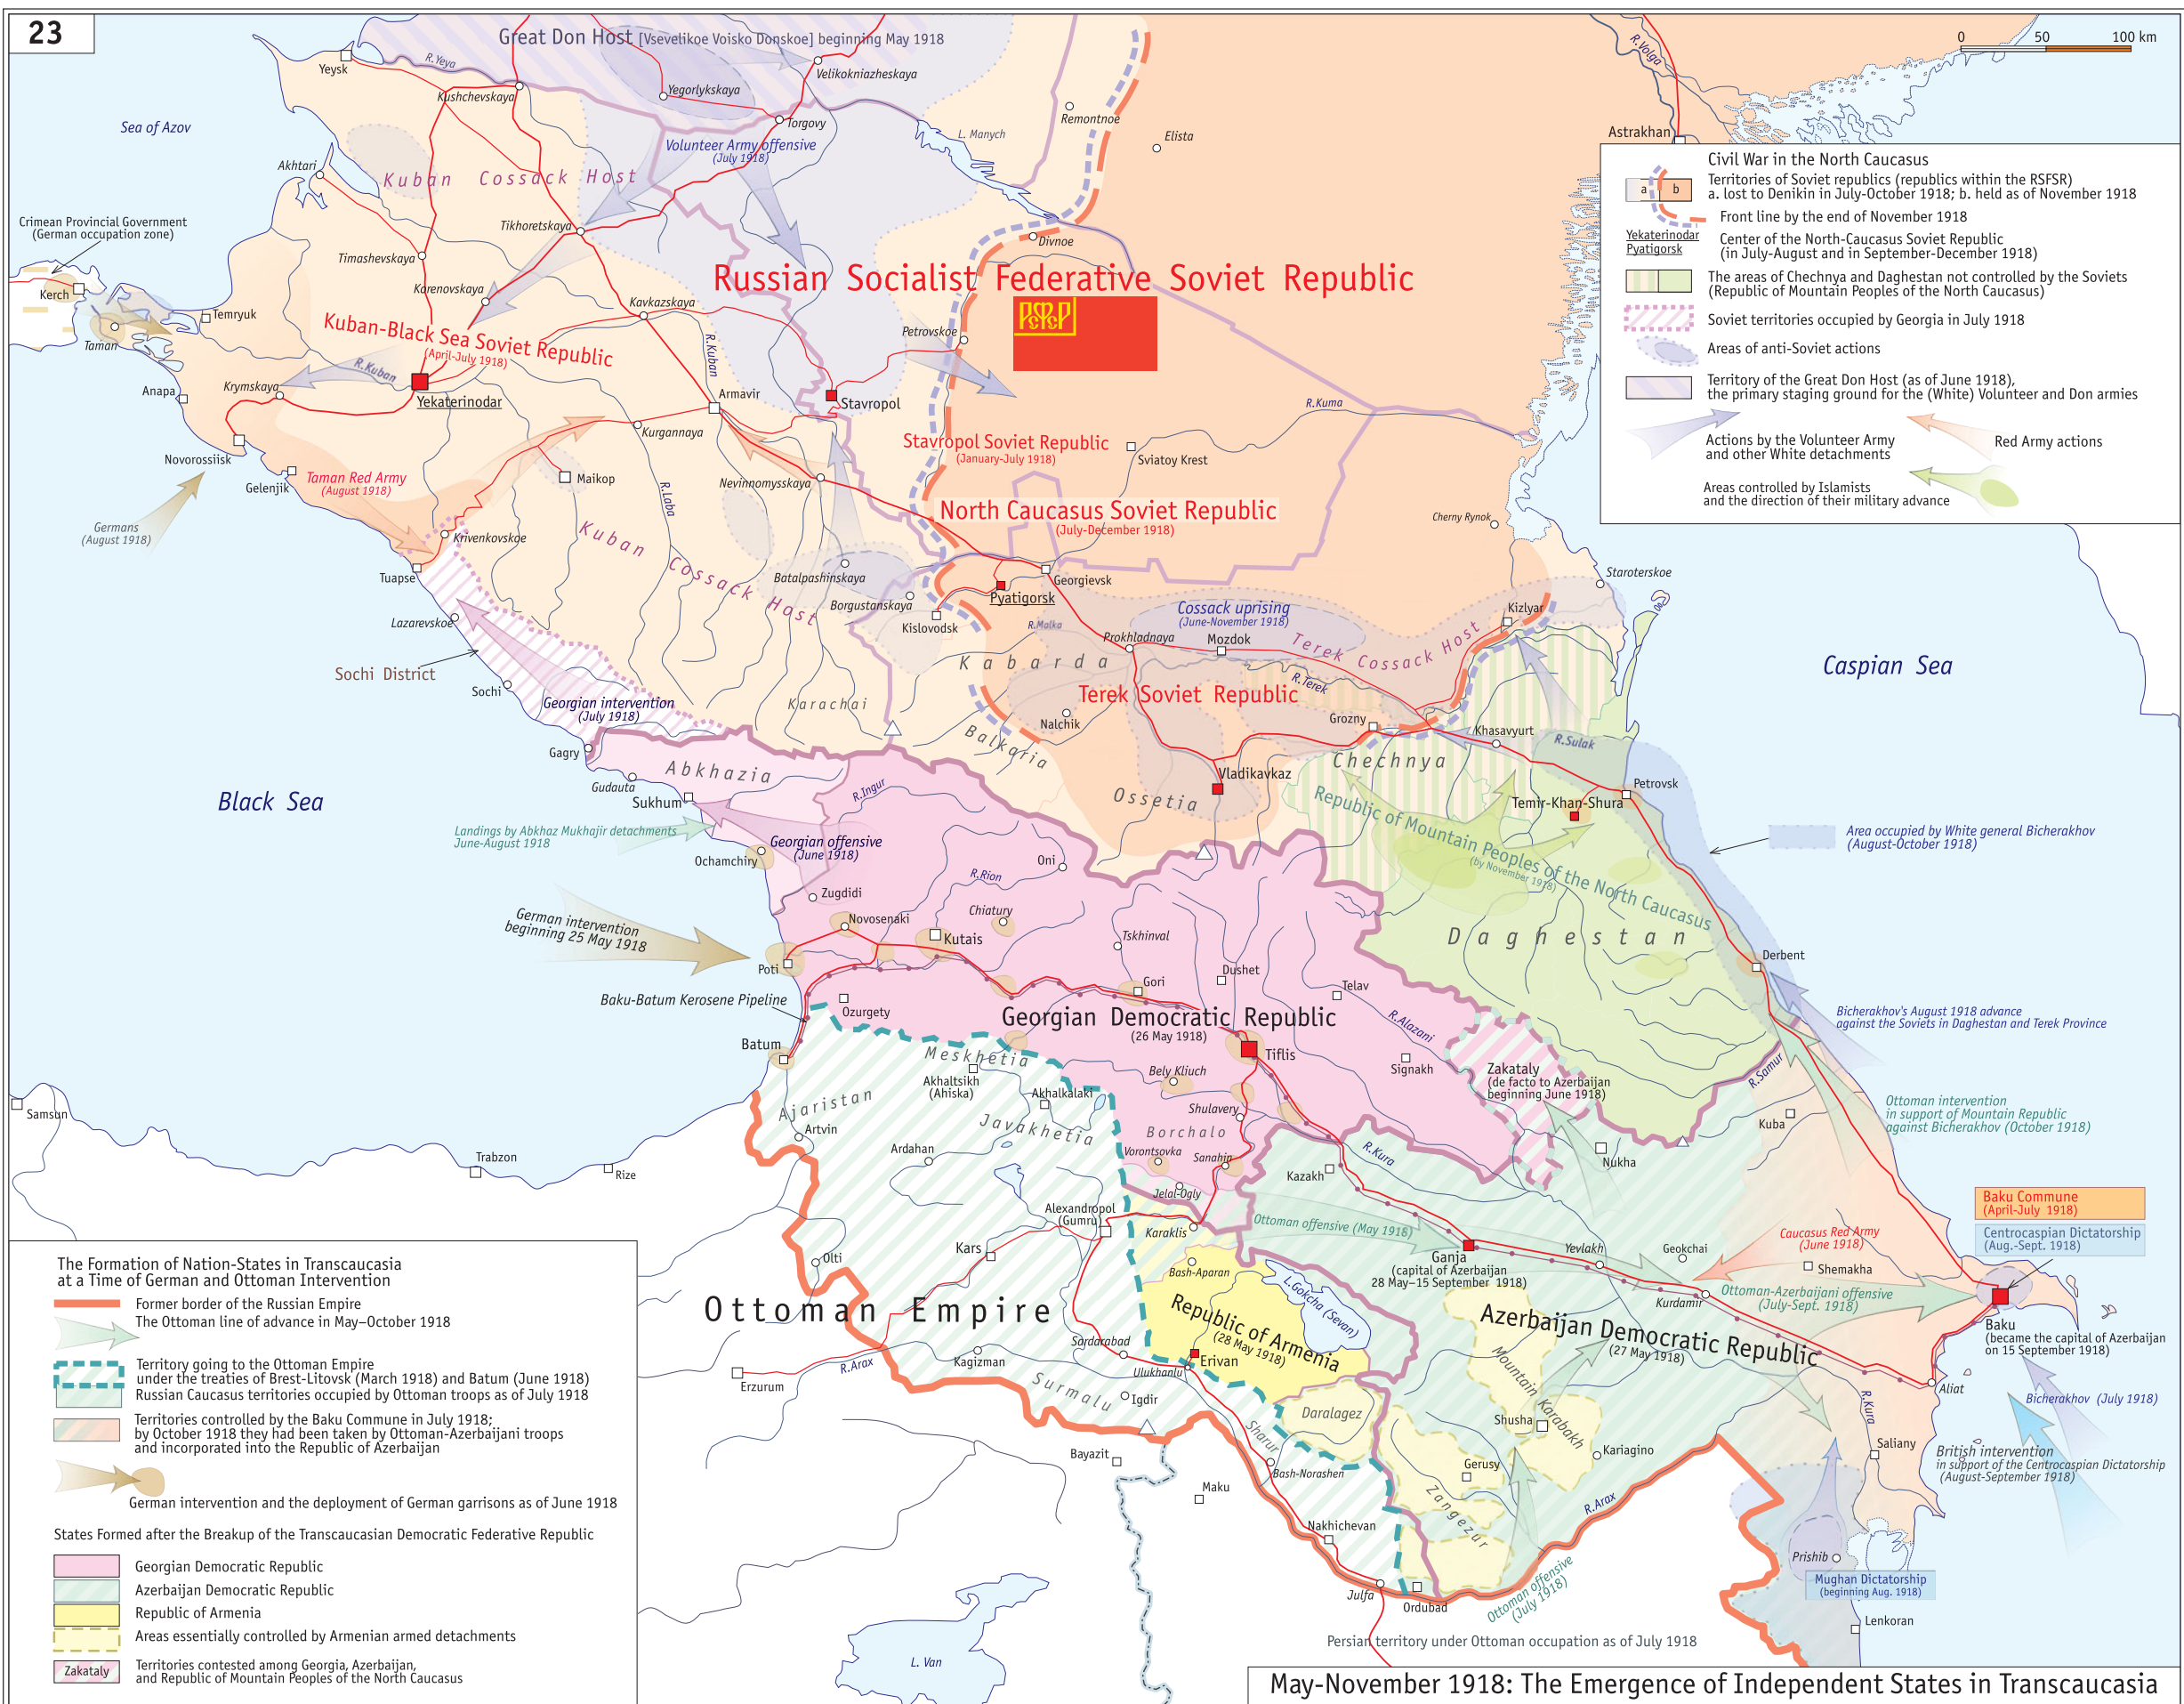 23
Great Don Host [Vsevelikoe Voisko Donskoe] beginning May 1918
Yeysk
R.Yeya
Kushchevskaya
Yegorlykskaya
Velikokniazheskaya
Torgovy
Remontnoe
Elista
L. Manych
R.Volga
Astrakhan
0 50 100 km
Sea of Azov
Akhtari
Kuban Cossack Host
Volunteer Army offensive
(July 1918)
Tikhoretskaya
Divnoe
Crimean Provincial Government
(German occupation zone)
Kerch
Taman
Temryuk
Timashevskaya
Karenovskaya
Kavkazskaya
Russian Socialist Federative Soviet Republic
РСФСР
Petrovskoe
Kuban-Black Sea Soviet Republic
(April-July 1918)
R.Kuban
R.Kuban
Anapa
Krymskaya
Yekaterinodar
Armavir
Stavropol
R.Kuma
Kurgannaya
Novorossiisk
Gelenjik
Taman Red Army
(August 1918)
Maikop
R.Laba
Nevinnomysskaya
Stavropol Soviet Republic
(January-July 1918)
Sviatoy Krest
North Caucasus Soviet Republic
(July-December 1918)
Cherny Rynok
Germans
(August 1918)
Krivenkovskoe
Tuapse
Kuban Cossack Host
Batalpashinskaya
Borgustanskaya
Kislovodsk
Pyatigorsk
Georgievsk
Staroterskoe
Lazarevskoe
R.Malka
Cossack uprising
(June-November 1918)
Prokhladnaya
Mozdok
Kizlyar
Terek Cossack Host
Sochi District
Sochi
Kabarda
R.Terek
Terek Soviet Republic
Georgian intervention
(July 1918)
Karachai
Nalchik
Grozny
Khasavyurt
R.Sulak
Balkaria
Chechnya
Gagry
Abkhazia
Gudauta
Sukhum
R.Ingur
Vladikavkaz
Ossetia
Petrovsk
Temir-Khan-Shura
Republic of Mountain Peoples of the North Caucasus
(by November 1918)
Caspian Sea
Black Sea
Landings by Abkhaz Mukhajir detachments
June-August 1918
Georgian offensive
(June 1918)
Ochamchiry
Area occupied by White general Bicherakhov
(August-October 1918)
Oni
R.Rion
Zugdidi
Chiatury
Novosenaki
Kutais
Tskhinval
Daghestan
German intervention
beginning 25 May 1918
Poti
Derbent
Gori
Dushet
Telav
Baku-Batum Kerosene Pipeline
Ozurgety
Georgian Democratic Republic
(26 May 1918)
R.Alazani
Bicherakhov's August 1918 advance
against the Soviets in Daghestan and Terek Province
Batum
Meskhetia
Akhaltsikh
(Ahiska)
Tiflis
Signakh
Zakataly
(de facto to Azerbaijan
beginning June 1918)
R.Samur
Bely Kliuch
Akhalkalaki
Shulavery
Ajaristan
Javakhetia
Borchalo
Kuba
Ottoman intervention
in support of Mountain Republic
against Bicherakhov (October 1918)
Artvin
Ardahan
Vorontsovka
Sanahin
Jelal-Ogly
Kazakh
R.Kura
Nukha
Samsun
Trabzon
Rize
Alexandropol
(Gumru)
Karaklis
Ottoman offensive (May 1918)
Ganja
(capital of Azerbaijan
28 May–15 September 1918)
Yevlakh
Geokchai
Caucasus Red Army
(June 1918)
Shemakha
Baku Commune
(April-July 1918)
Centrocaspian Dictatorship
(Aug.-Sept. 1918)
Olti
Kars
Bash-Aparan
L.Gokcha (Sevan)
Kurdamir
Ottoman-Azerbaijani offensive
(July-Sept. 1918)
Baku
(became the capital of Azerbaijan
on 15 September 1918)
Ottoman Empire
Republic of Armenia
(28 May 1918)
Azerbaijan Democratic Republic
(27 May 1918)
Sardarabad
Erivan
Kagizman
Ulukhanlu
R.Arax
Erzurum
Surmalu
Igdir
Daralagez
Sharur
Mountain Karabakh
Shusha
Kariagino
Aliat
R.Kura
Saliany
Bicherakhov (July 1918)
British intervention
in support of the Centrocaspian Dictatorship
(August-September 1918)
Bayazit
Bash-Norashen
Gerusy
Maku
Zangezur
R.Arax
Nakhichevan
Prishib
Mughan Dictatorship
(beginning Aug. 1918)
Julfa
Ordubad
Ottoman offensive
(July 1918)
Lenkoran
Persian territory under Ottoman occupation as of July 1918
L. Van
Civil War in the North Caucasus
Territories of Soviet republics (republics within the RSFSR)
a b
a. lost to Denikin in July-October 1918; b. held as of November 1918
Front line by the end of November 1918
Yekaterinodar
Pyatigorsk
Center of the North-Caucasus Soviet Republic
(in July-August and in September-December 1918)
The areas of Chechnya and Daghestan not controlled by the Soviets
(Republic of Mountain Peoples of the North Caucasus)
Soviet territories occupied by Georgia in July 1918
Areas of anti-Soviet actions
Territory of the Great Don Host (as of June 1918),
the primary staging ground for the (White) Volunteer and Don armies
Actions by the Volunteer Army
and other White detachments
Red Army actions
Areas controlled by Islamists
and the direction of their military advance
The Formation of Nation-States in Transcaucasia
at a Time of German and Ottoman Intervention
Former border of the Russian Empire
The Ottoman line of advance in May–October 1918
Territory going to the Ottoman Empire
under the treaties of Brest-Litovsk (March 1918) and Batum (June 1918)
Russian Caucasus territories occupied by Ottoman troops as of July 1918
Territories controlled by the Baku Commune in July 1918;
by October 1918 they had been taken by Ottoman-Azerbaijani troops
and incorporated into the Republic of Azerbaijan
German intervention and the deployment of German garrisons as of June 1918
States Formed after the Breakup of the Transcaucasian Democratic Federative Republic
Georgian Democratic Republic
Azerbaijan Democratic Republic
Republic of Armenia
Areas essentially controlled by Armenian armed detachments
Zakataly
Territories contested among Georgia, Azerbaijan,
and Republic of Mountain Peoples of the North Caucasus
May-November 1918: The Emergence of Independent States in Transcaucasia